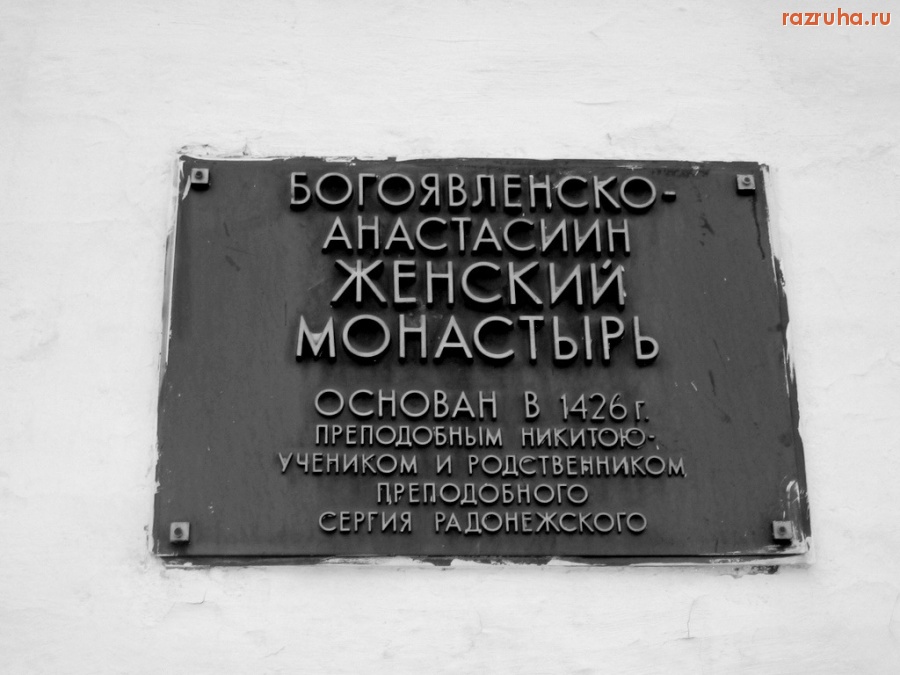 razruha.ru
БОГОЯВЛЕНСКО-
АНАСТАСИИН
ЖЕНСКИЙ
МОНАСТЫРЬ
ОСНОВАН В 1426 г.
ПРЕПОДОБНЫМ НИКИТОЮ-
УЧЕНИКОМ И РОДСТВЕННИКОМ
ПРЕПОДОБНОГО
СЕРГИЯ РАДОНЕЖСКОГО